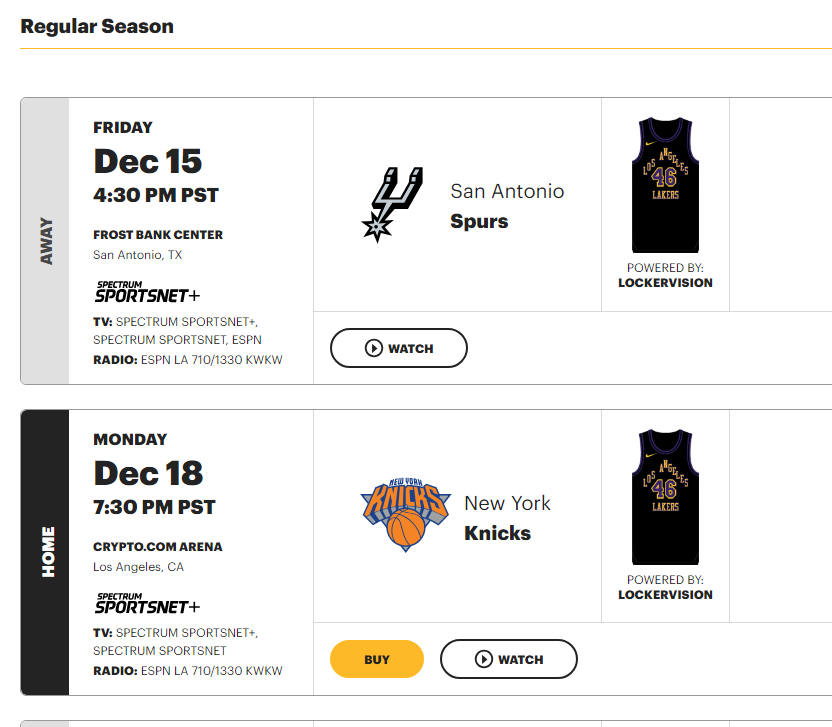 Regular Season
AWAY
FRIDAY
Dec 15
4:30 PM PST
FROST BANK CENTER
San Antonio, TX
SPECTRUM
SPORTSNET+
TV: SPECTRUM SPORTSNET+,
SPECTRUM SPORTSNET, ESPN
RADIO: ESPN LA 710/1330 KWKW
San Antonio
Spurs
LOS ANGELES
46
LAKERS
POWERED BY:
LOCKERVISION
WATCH
HOME
MONDAY
Dec 18
7:30 PM PST
CRYPTO.COM ARENA
Los Angeles, CA
SPECTRUM
SPORTSNET+
TV: SPECTRUM SPORTSNET+,
SPECTRUM SPORTSNET
RADIO: ESPN LA 710/1330 KWKW
NEW YORK
KNICKS
New York
Knicks
LOS ANGELES
46
LAKERS
POWERED BY:
LOCKERVISION
BUY
WATCH